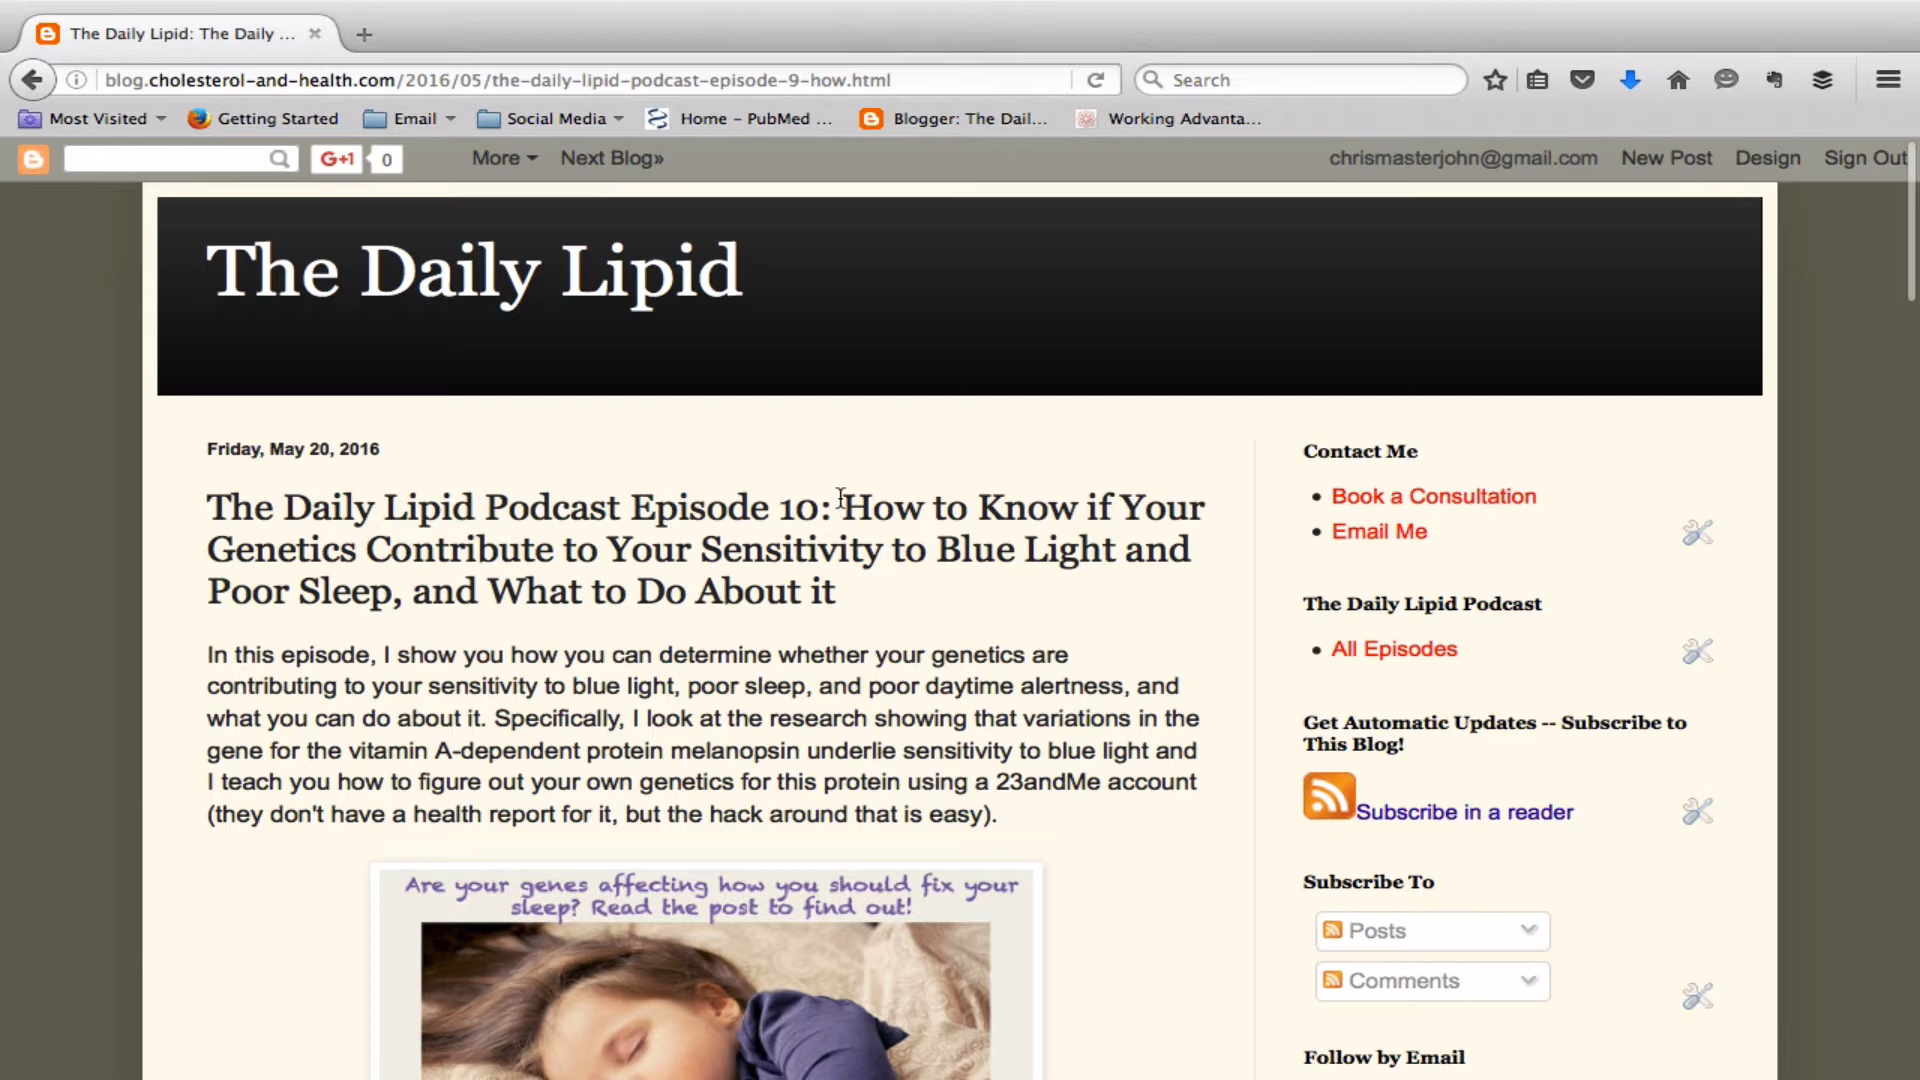 The Daily Lipid: The Daily ...
blog.cholesterol-and-health.com/2016/05/the-daily-lipid-podcast-episode-9-how.html
Search
Most Visited
Getting Started
Email
Social Media
Home - PubMed ...
Blogger: The Dail...
Working Advanta...
G+1
0
More
Next Blog»
chrismasterjohn@gmail.com
New Post
Design
Sign Out
The Daily Lipid
Friday, May 20, 2016
The Daily Lipid Podcast Episode 10: How to Know if Your
Genetics Contribute to Your Sensitivity to Blue Light and
Poor Sleep, and What to Do About it
In this episode, I show you how you can determine whether your genetics are
contributing to your sensitivity to blue light, poor sleep, and poor daytime alertness, and
what you can do about it. Specifically, I look at the research showing that variations in the
gene for the vitamin A-dependent protein melanopsin underlie sensitivity to blue light and
I teach you how to figure out your own genetics for this protein using a 23andMe account
(they don't have a health report for it, but the hack around that is easy).
Are your genes affecting how you should fix your
sleep? Read the post to find out!
Contact Me
Book a Consultation
Email Me
The Daily Lipid Podcast
All Episodes
Get Automatic Updates -- Subscribe to
This Blog!
Subscribe in a reader
Subscribe To
Posts
Comments
Follow by Email